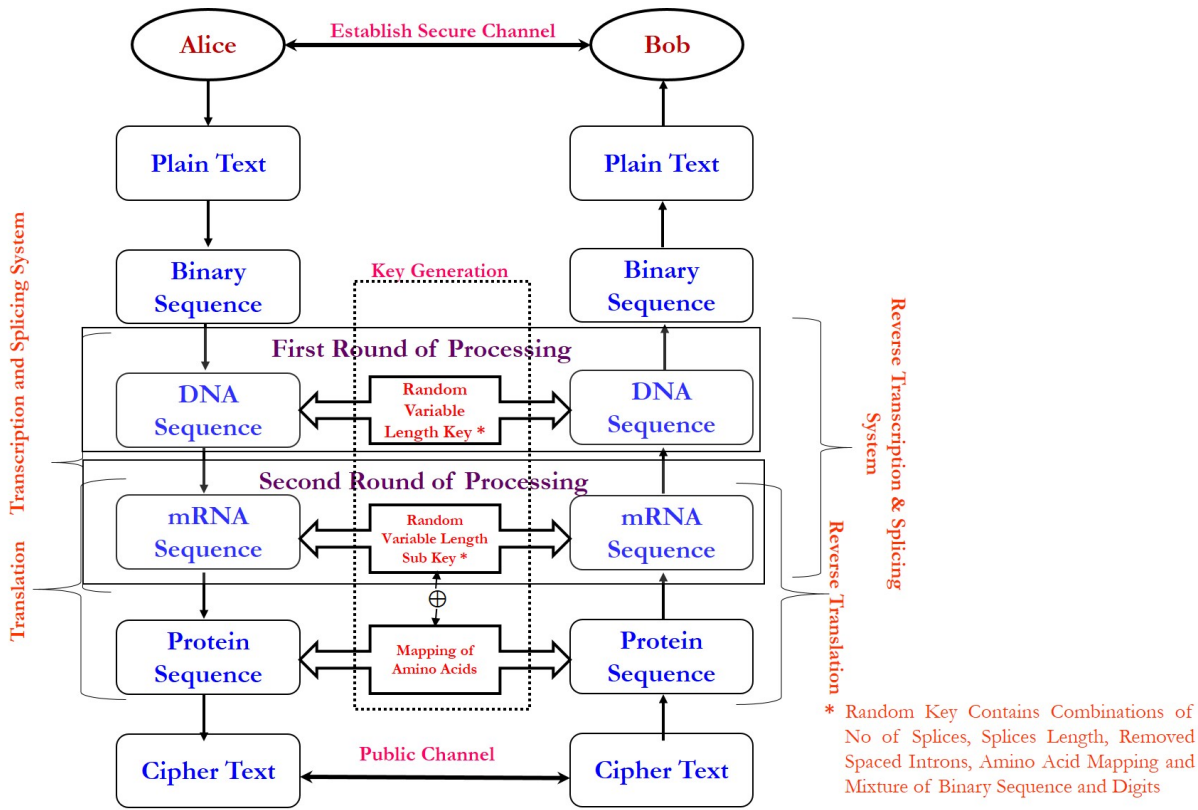 Alice
Establish Secure Channel
Bob
Plain Text
Plain Text
Binary
Sequence
Key Generation
Binary
Sequence
First Round of Processing
DNA
Sequence
Random
Variable
Length Key *
DNA
Sequence
Second Round of Processing
mRNA
Sequence
Random
Variable Length
Sub Key *
mRNA
Sequence
Protein
Sequence
Mapping of
Amino Acids
Protein
Sequence
Cipher Text
Public Channel
Cipher Text
Transcription and Splicing System
Translation
Reverse Transcription & Splicing
System
Reverse Translation
* Random Key Contains Combinations of
No of Splices, Splices Length, Removed
Spaced Introns, Amino Acid Mapping and
Mixture of Binary Sequence and Digits